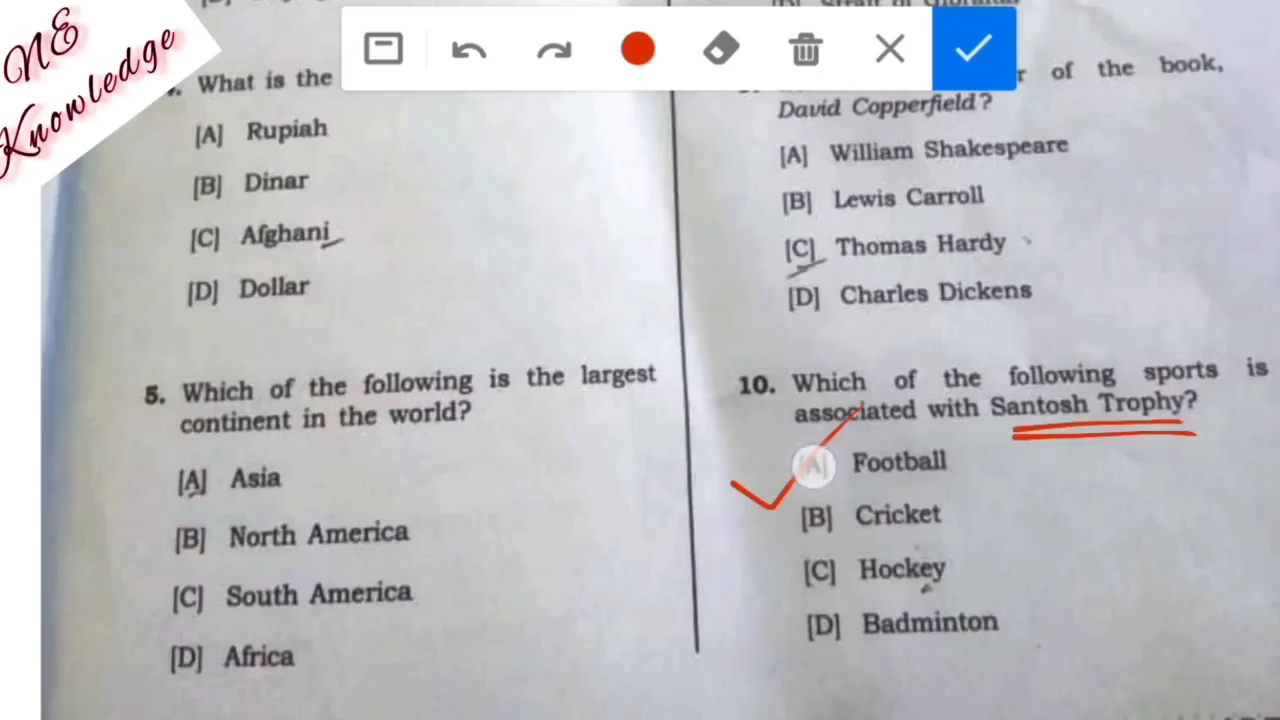 NE
Knowledge
What is the
[A] Rupiah
[B] Dinar
[C] Afghani
[D] Dollar
5. Which of the following is the largest
continent in the world?
[A] Asia
[B] North America
[C] South America
[D] Africa
r of the book,
David Copperfield?
[A] William Shakespeare
[B] Lewis Carroll
[C] Thomas Hardy
[D] Charles Dickens
10. Which of the following sports is
associated with Santosh Trophy?
[A] Football
[B] Cricket
[C] Hockey
[D] Badminton